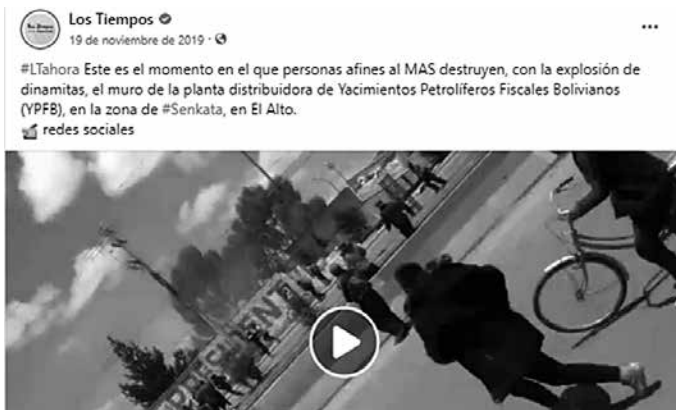 Los Tiempos
19 de noviembre de 2019 ·
#LTahora Este es el momento en el que personas afines al MAS destruyen, con la explosión de
dinamitas, el muro de la planta distribuidora de Yacimientos Petrolíferos Fiscales Bolivianos
(YPFB), en la zona de #Senkata, en El Alto.
redes sociales